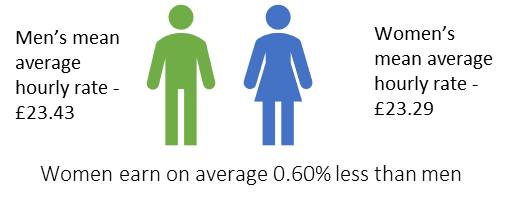 Men's mean
average
hourly rate -
£23.43
Women's
mean average
hourly rate -
£23.29
Women earn on average 0.60% less than men